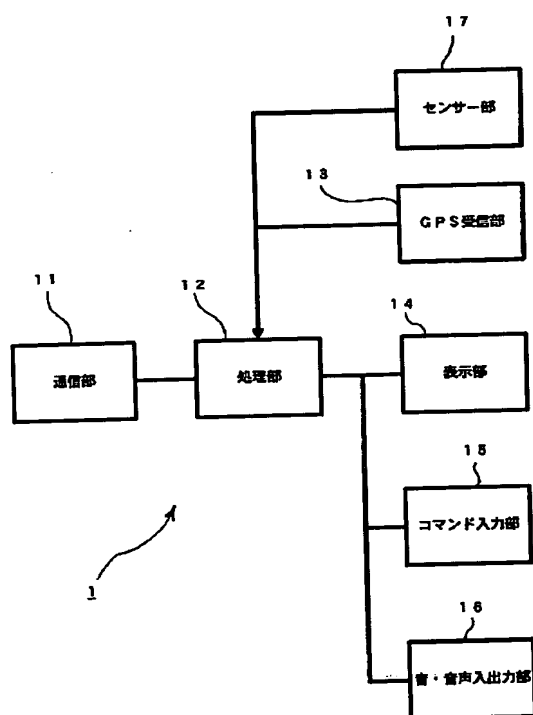 １７
センサー部
１３
ＧＰＳ受信部
１１
１２
１４
通信部
処理部
表示部
１５
コマンド入力部
１
１６
音・音声入出力部